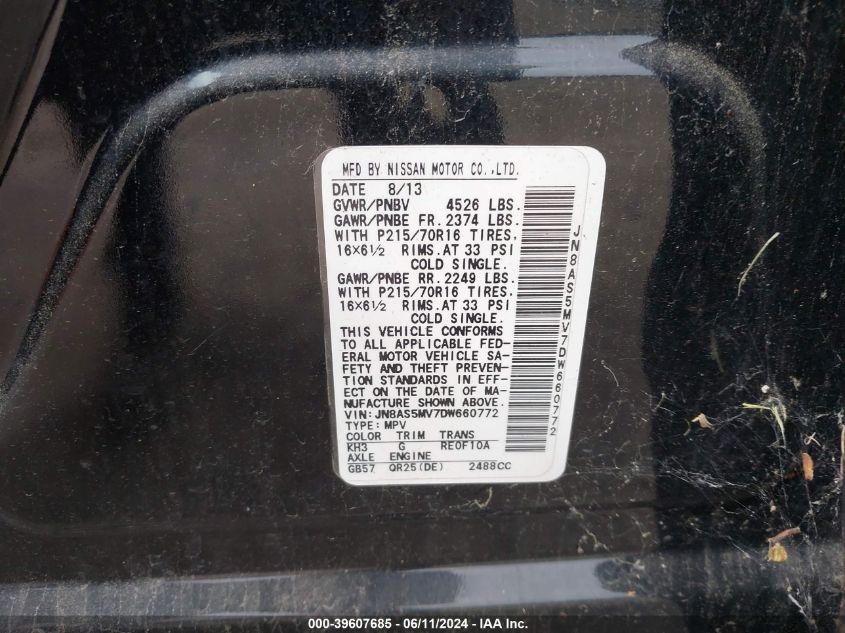 MFD BY NISSAN MOTOR CO.,LTD.
DATE 8/13
GVWR/PNBV 4526 LBS.
GAWR/PNBE FR. 2374 LBS.
WITH P215/70R16 TIRES,
16×6½ RIMS.AT 33 PSI
COLD SINGLE.
GAWR/PNBE RR. 2249 LBS.
WITH P215/70R16 TIRES,
16×6½ RIMS.AT 33 PSI
COLD SINGLE.
THIS VEHICLE CONFORMS
TO ALL APPLICABLE FED-
ERAL MOTOR VEHICLE SA-
FETY AND THEFT PREVEN-
TION STANDARDS IN EFF-
ECT ON THE DATE OF MA-
NUFACTURE SHOWN ABOVE.
VIN:JN8AS5MV7DW660772
TYPE:MPV
COLOR TRIM TRANS
KH3 G RE0F10A
AXLE ENGINE
GB57 QR25(DE) 2488CC
JN8AS5MV7DW660772
000-39607685 - 06/11/2024 - IAA Inc.